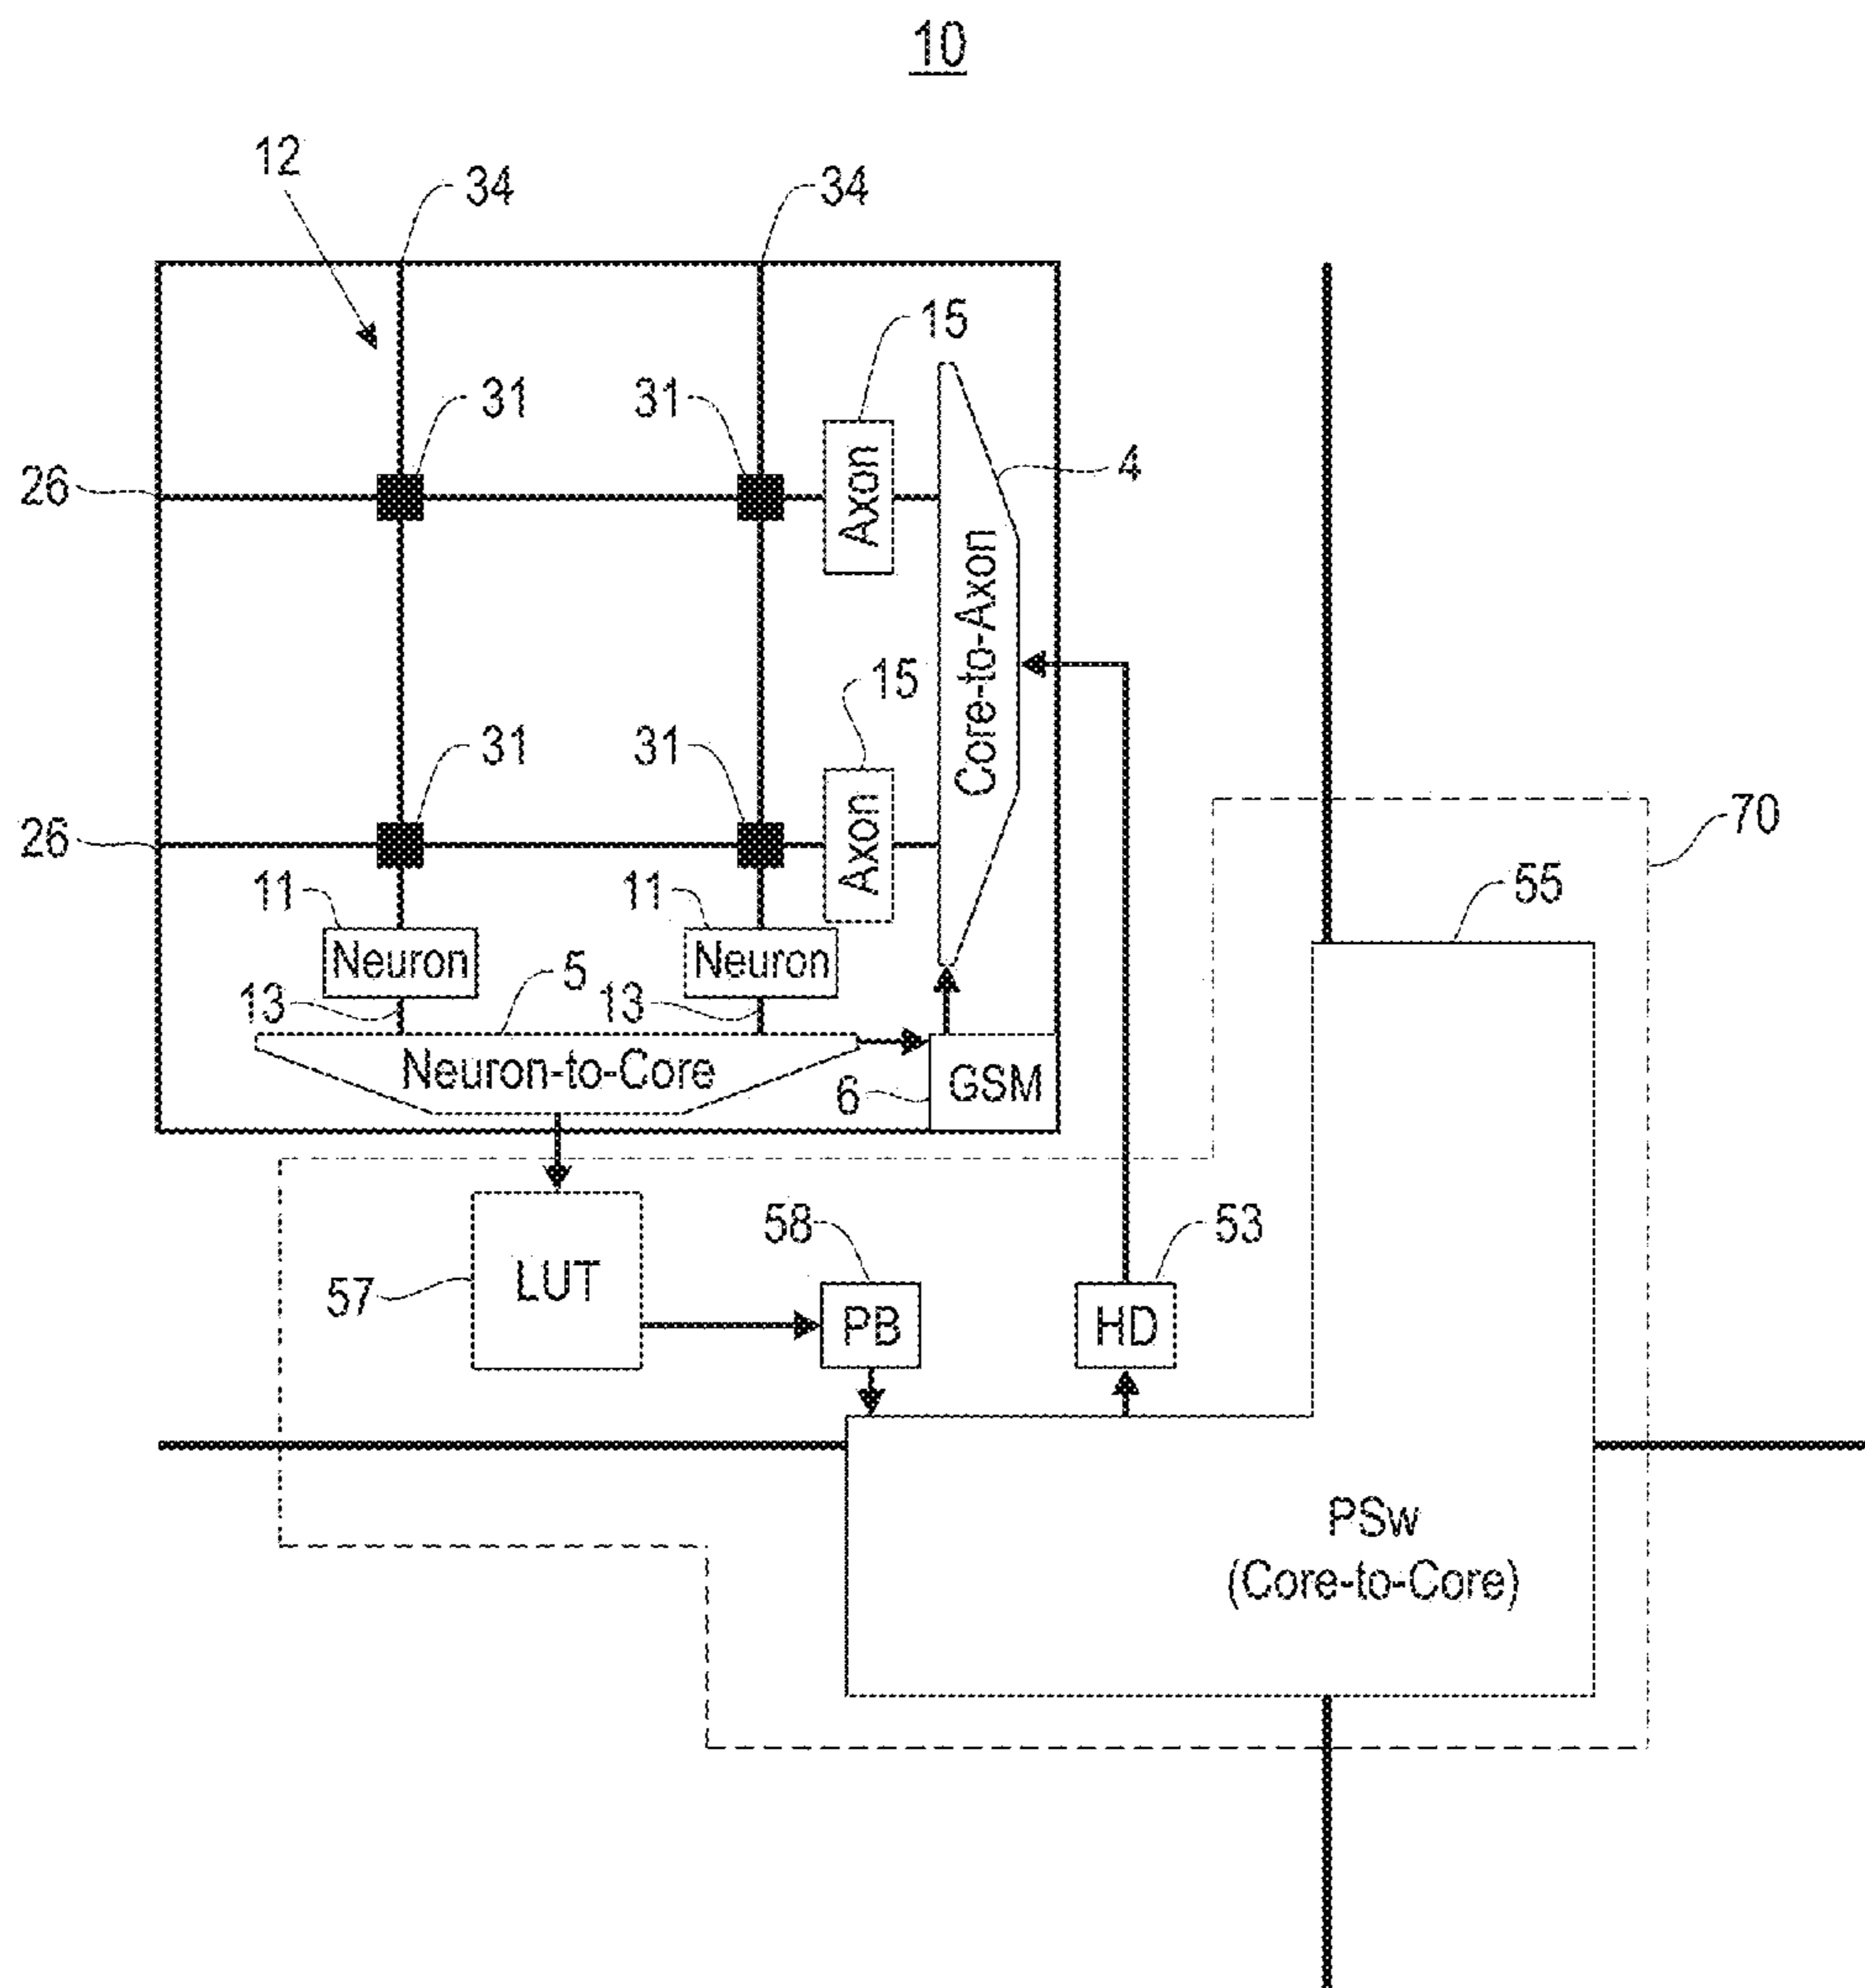 10
12
34
34
15
31
31
26
4
Axon
Core-to-Axon
15
31
31
26
Axon
70
55
11
11
Neuron
Neuron
5
13
13
Neuron-to-Core
6
GSM
58
53
57
LUT
PB
HD
PSw
(Core-to-Core)